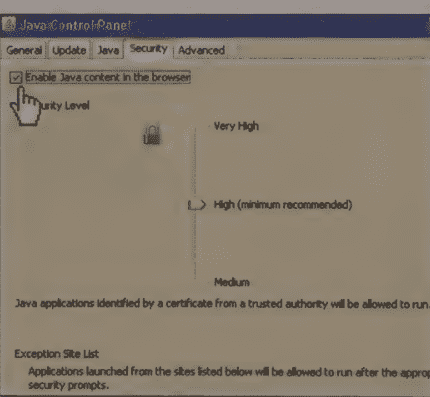 Java Control Panel
General Update Java Security Advanced
Enable Java content in the browser
urity Level
Very High
High (minimum recommended)
Medium
Java applications identified by a certificate from a trusted authority will be allowed to run.
Exception Site List
Applications launched from the sites listed below will be allowed to run after the approp
security prompts.